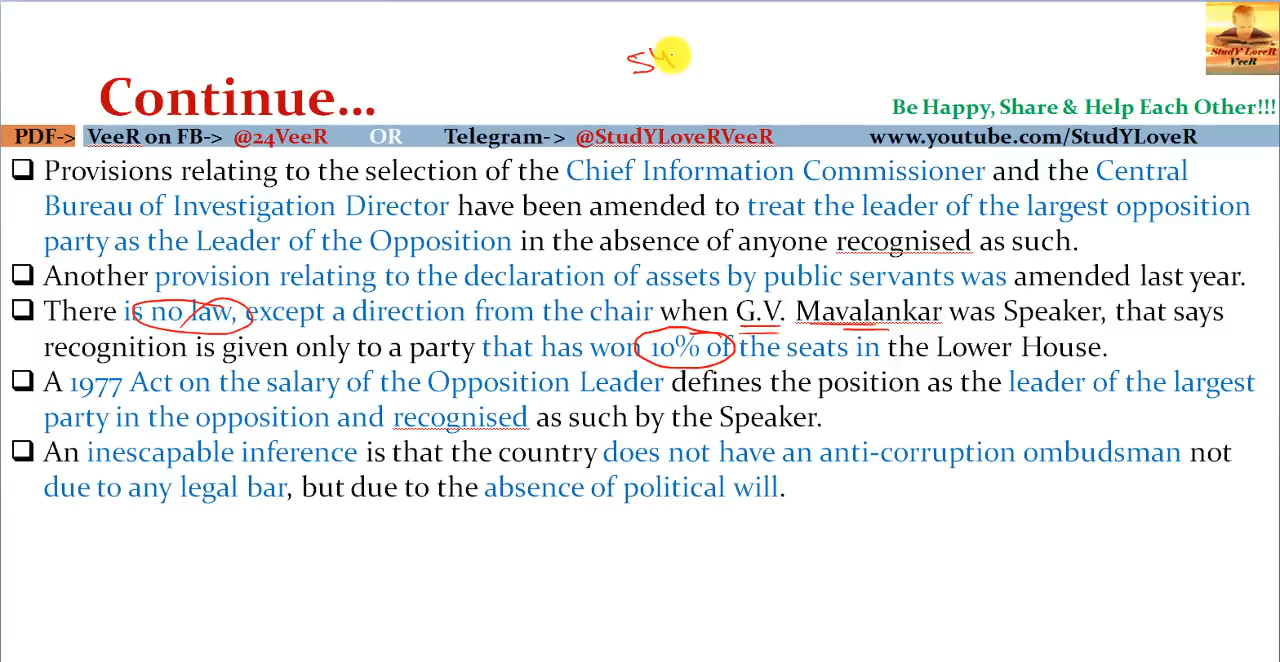 StudY LoveR
VeeR
Continue...
Be Happy, Share & Help Each Other!!!
PDF-> VeeR on FB-> @24VeeR OR Telegram-> @StudYLoveRVeeR www.youtube.com/StudYLoveR
❑ Provisions relating to the selection of the Chief Information Commissioner and the Central
Bureau of Investigation Director have been amended to treat the leader of the largest opposition
party as the Leader of the Opposition in the absence of anyone recognised as such.
❑ Another provision relating to the declaration of assets by public servants was amended last year.
❑ There is no law, except a direction from the chair when G.V. Mavalankar was Speaker, that says
recognition is given only to a party that has won 10% of the seats in the Lower House.
❑ A 1977 Act on the salary of the Opposition Leader defines the position as the leader of the largest
party in the opposition and recognised as such by the Speaker.
❑ An inescapable inference is that the country does not have an anti-corruption ombudsman not
due to any legal bar, but due to the absence of political will.